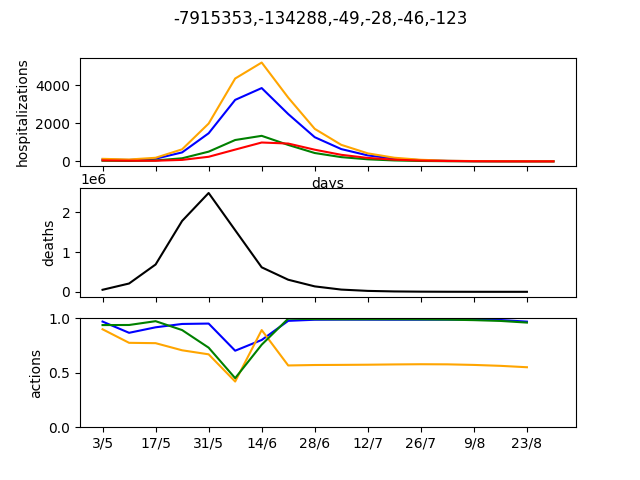 -7915353,-134288,-49,-28,-46,-123
hospitalizations
4000
2000
0
days
1e6
deaths
2
1
0
actions
1.0
0.5
0.0
3/5 17/5 31/5 14/6 28/6 12/7 26/7 9/8 23/8